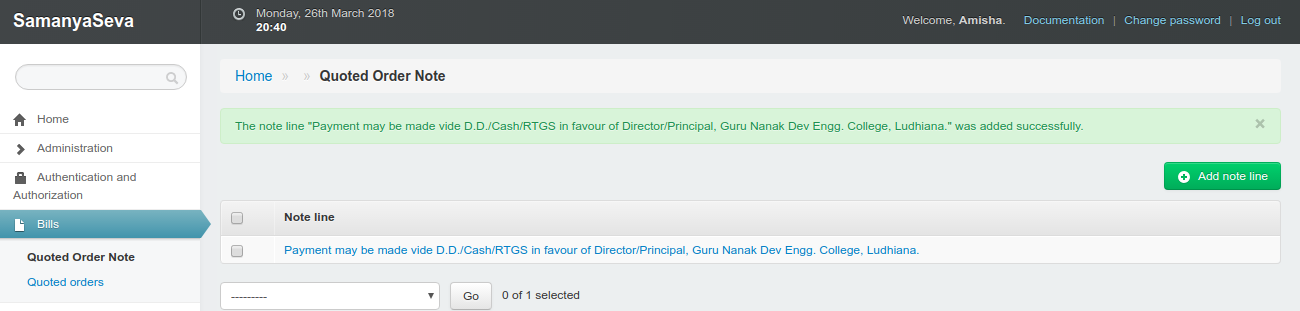 SamanyaSeva
Monday, 26th March 2018
20:40
Welcome, Amisha. Documentation | Change password | Log out
Home » » Quoted Order Note
The note line "Payment may be made vide D.D./Cash/RTGS in favour of Director/Principal, Guru Nanak Dev Engg. College, Ludhiana." was added successfully. ×
Home
Administration
Authentication and
Authorization
Bills
Quoted Order Note
Quoted orders
Add note line
Note line
Payment may be made vide D.D./Cash/RTGS in favour of Director/Principal, Guru Nanak Dev Engg. College, Ludhiana.
--------- Go 0 of 1 selected